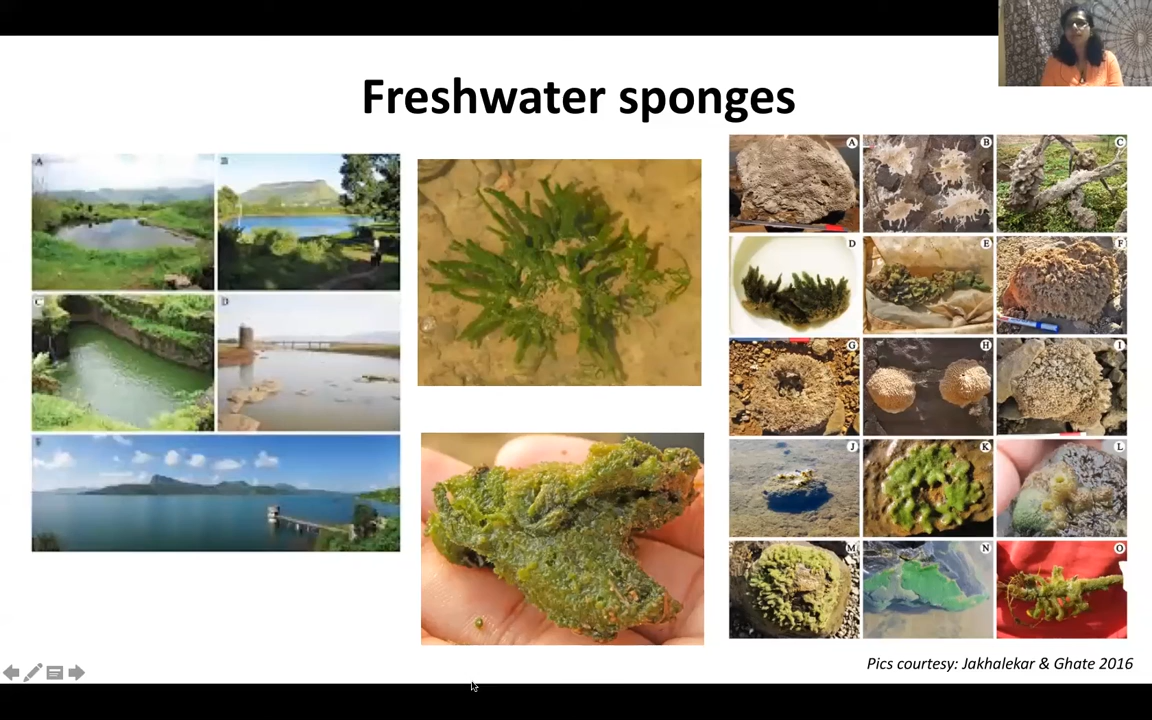 Freshwater sponges
A
B
C
D
E
A
B
C
D
E
F
G
H
I
J
K
L
M
N
O
Pics courtesy: Jakhalekar & Ghate 2016